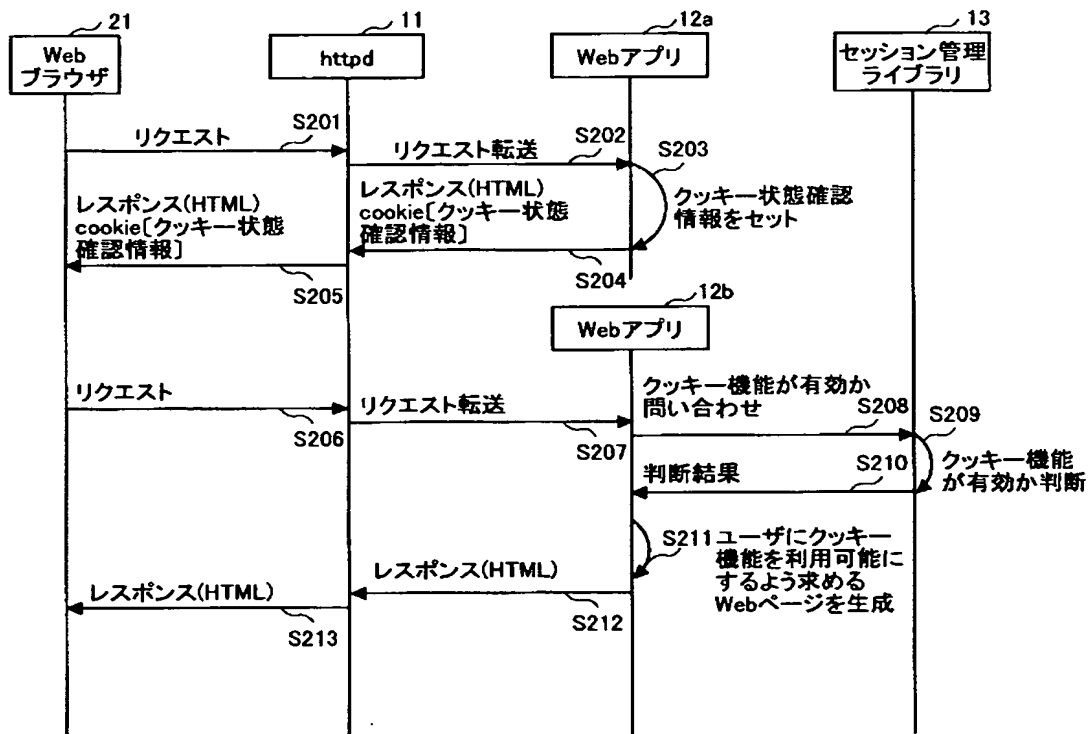 21
Web
ブラウザ
11
httpd
12a
Webアプリ
13
セッション管理
ライブラリ
リクエスト
S201
リクエスト転送
S202
S203
クッキー状態確認
情報をセット
レスポンス(HTML)
cookie[クッキー状態
確認情報]
S204
レスポンス(HTML)
cookie[クッキー状態
確認情報]
S205
12b
Webアプリ
リクエスト
S206
リクエスト転送
S207
クッキー機能が有効か
問い合わせ
S208
S209
クッキー機能
が有効か判断
S210
判断結果
S211
ユーザにクッキー
機能を利用可能に
するよう求める
Webページを生成
レスポンス(HTML)
S212
レスポンス(HTML)
S213